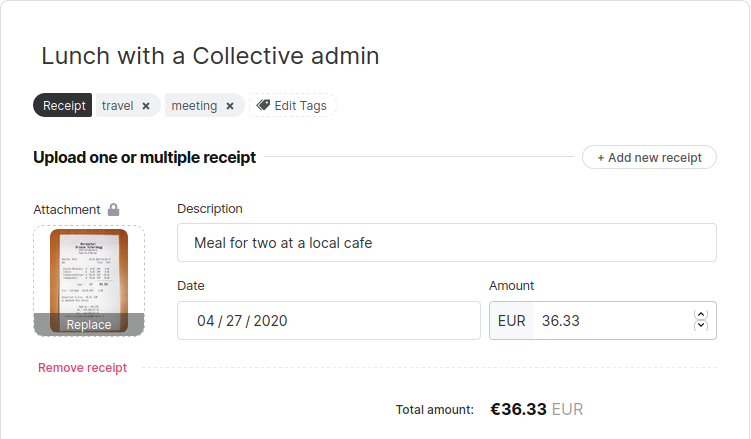 Lunch with a Collective admin
Receipt travel × meeting × Edit Tags
Upload one or multiple receipt + Add new receipt
Attachment
Description
Meal for two at a local cafe
Date Amount
04 / 27 / 2020 EUR 36.33
Replace
Remove receipt
Total amount: €36.33 EUR